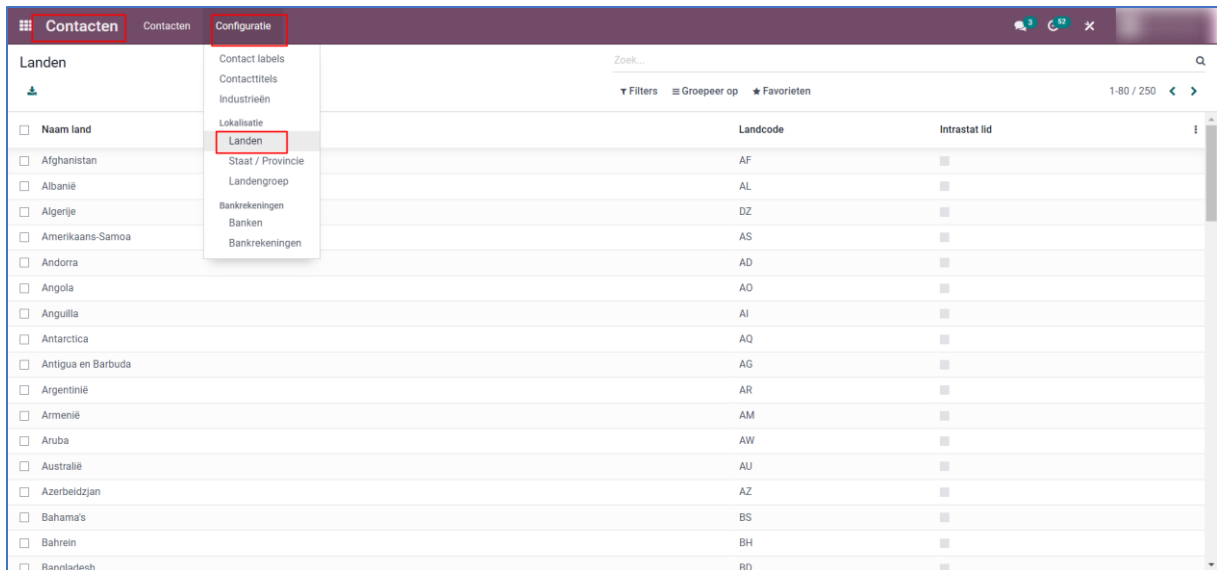 Contacten Contacten Configuratie 3 52
Landen Contact labels Zoek...
Contacttitels
Filters Groepeer op Favorieten 1-80 / 250
Industrieën
Lokalisatie
Naam land Landcode Intrastat lid
Landen
Afghanistan Staat / Provincie AF
Albanië Landengroep AL
Bankrekeningen
Algerije DZ
Banken
Amerikaans-Samoa Bankrekeningen AS
Andorra AD
Angola AO
Anguilla AI
Antarctica AQ
Antigua en Barbuda AG
Argentinië AR
Armenië AM
Aruba AW
Australië AU
Azerbeidzjan AZ
Bahama's BS
Bahrein BH
Bangladesh BD